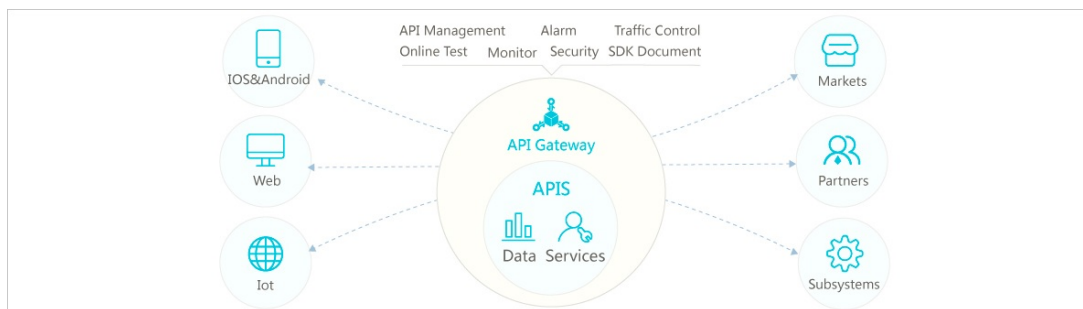 API Management Alarm Traffic Control
Online Test Monitor Security SDK Document
IOS&Android
Markets
API Gateway
Web
Partners
APIS
Data Services
Iot
Subsystems